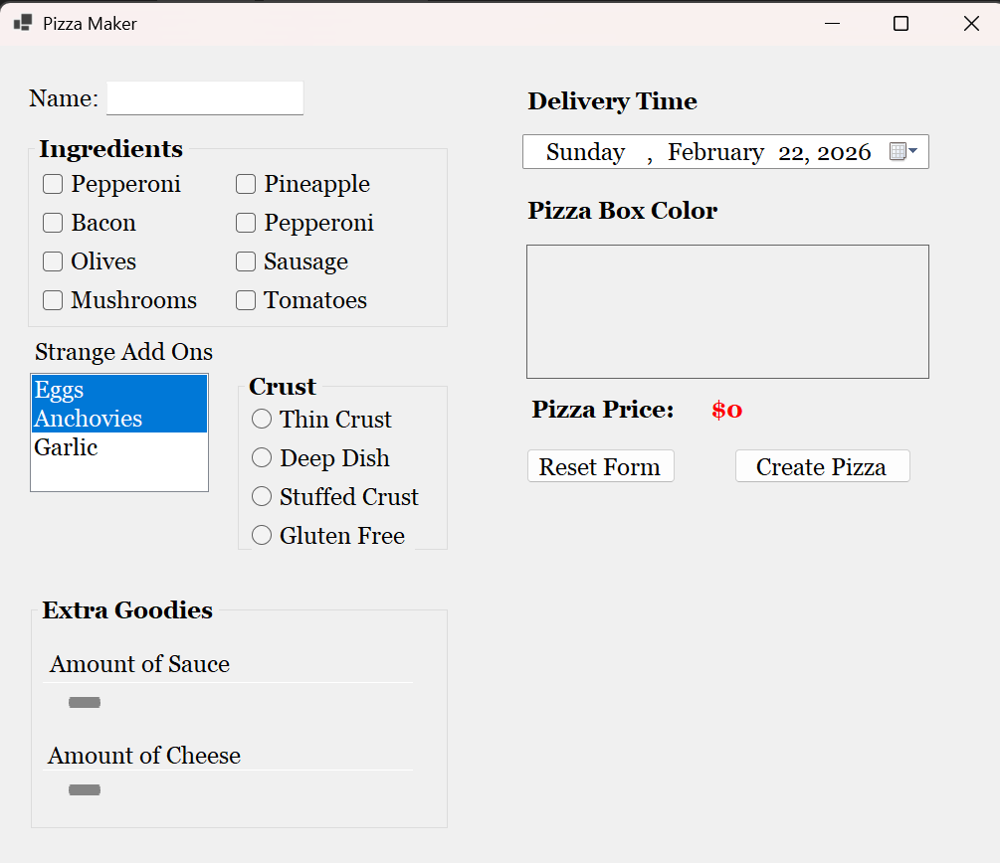 Pizza Maker
Name:
Ingredients
Pepperoni
Pineapple
Bacon
Pepperoni
Olives
Sausage
Mushrooms
Tomatoes
Strange Add Ons
Eggs
Anchovies
Garlic
Crust
Thin Crust
Deep Dish
Stuffed Crust
Gluten Free
Extra Goodies
Amount of Sauce
Amount of Cheese
Delivery Time
Sunday , February 22, 2026
Pizza Box Color
Pizza Price: $0
Reset Form
Create Pizza